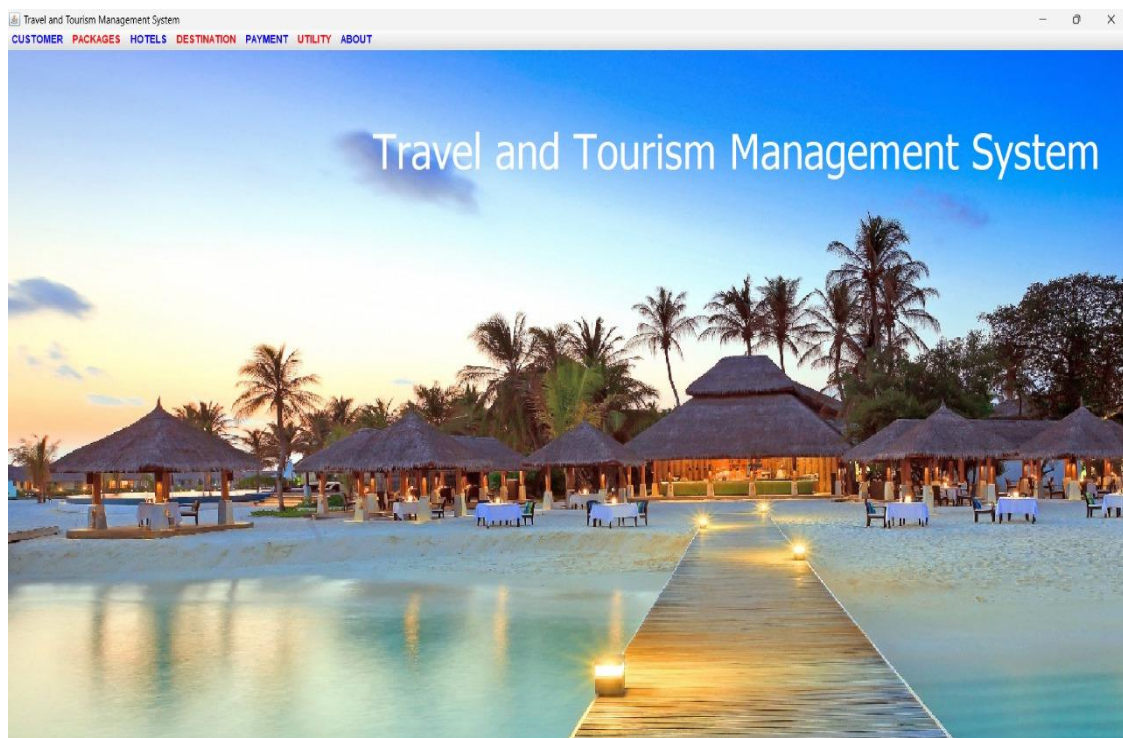 Travel and Tourism Management System
CUSTOMER PACKAGES HOTELS DESTINATION PAYMENT UTILITY ABOUT
Travel and Tourism Management System